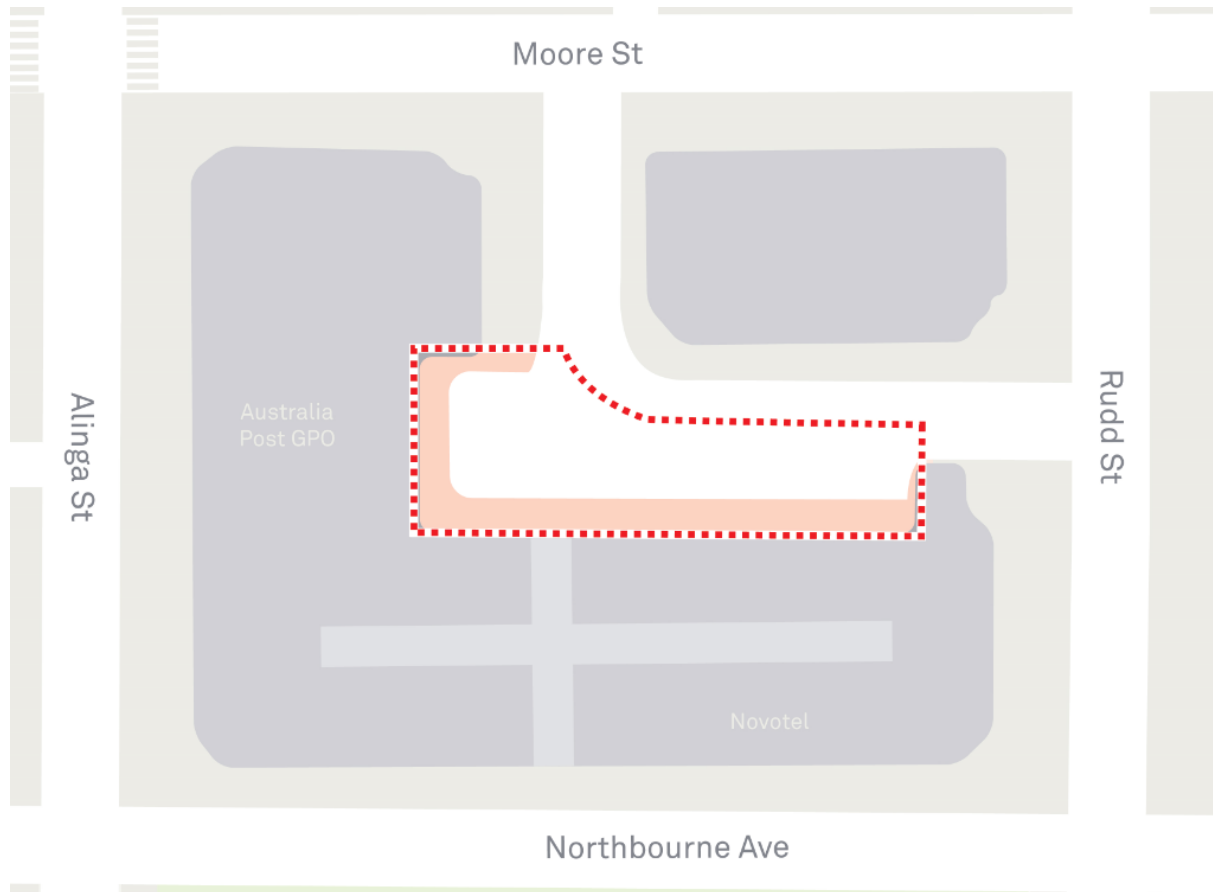 Moore St
Australia
Post GPO
Alinga St
Rudd St
Novotel
Northbourne Ave